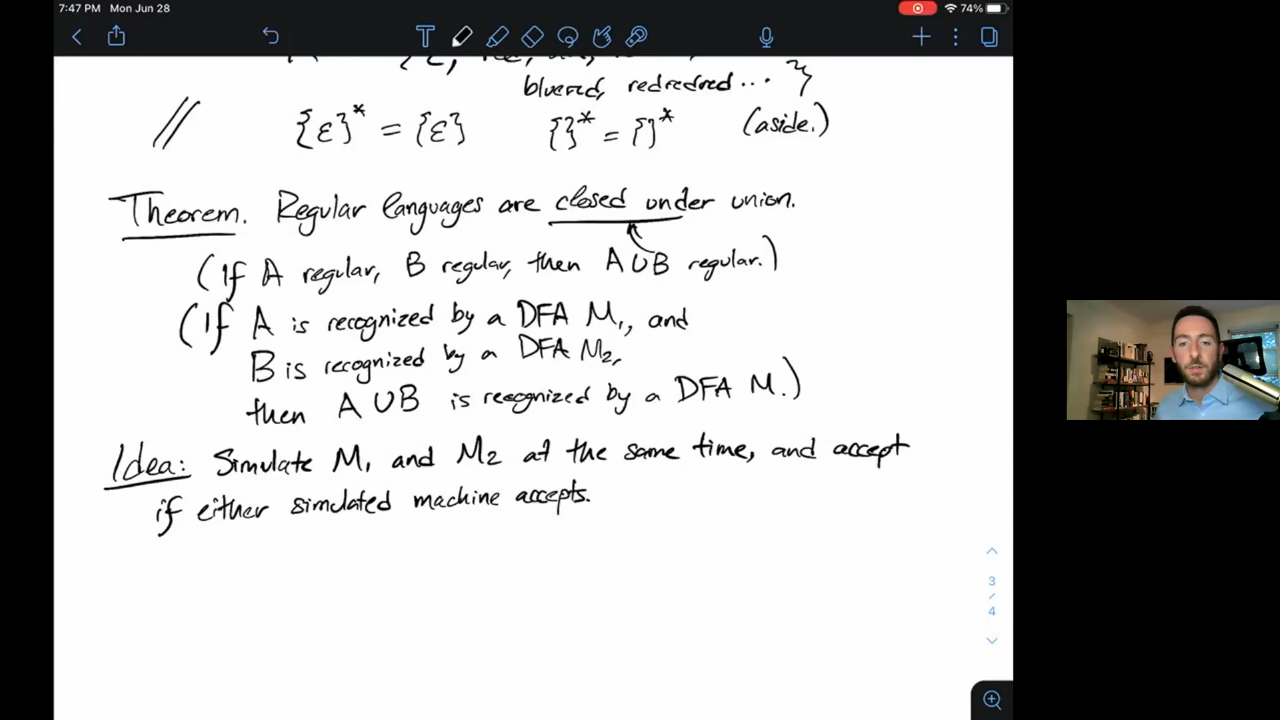 7:47 PM Mon Jun 28
74%
bluered, redredred ... }
// {ε}* = {ε} {}* = {}* (aside.)
Theorem. Regular languages are closed under union.
(If A regular, B regular, then A ∪ B regular.)
(If A is recognized by a DFA M₁, and
B is recognized by a DFA M₂,
then A ∪ B is recognized by a DFA M.)
Idea: Simulate M₁ and M₂ at the same time, and accept
if either simulated machine accepts.
3
/
4